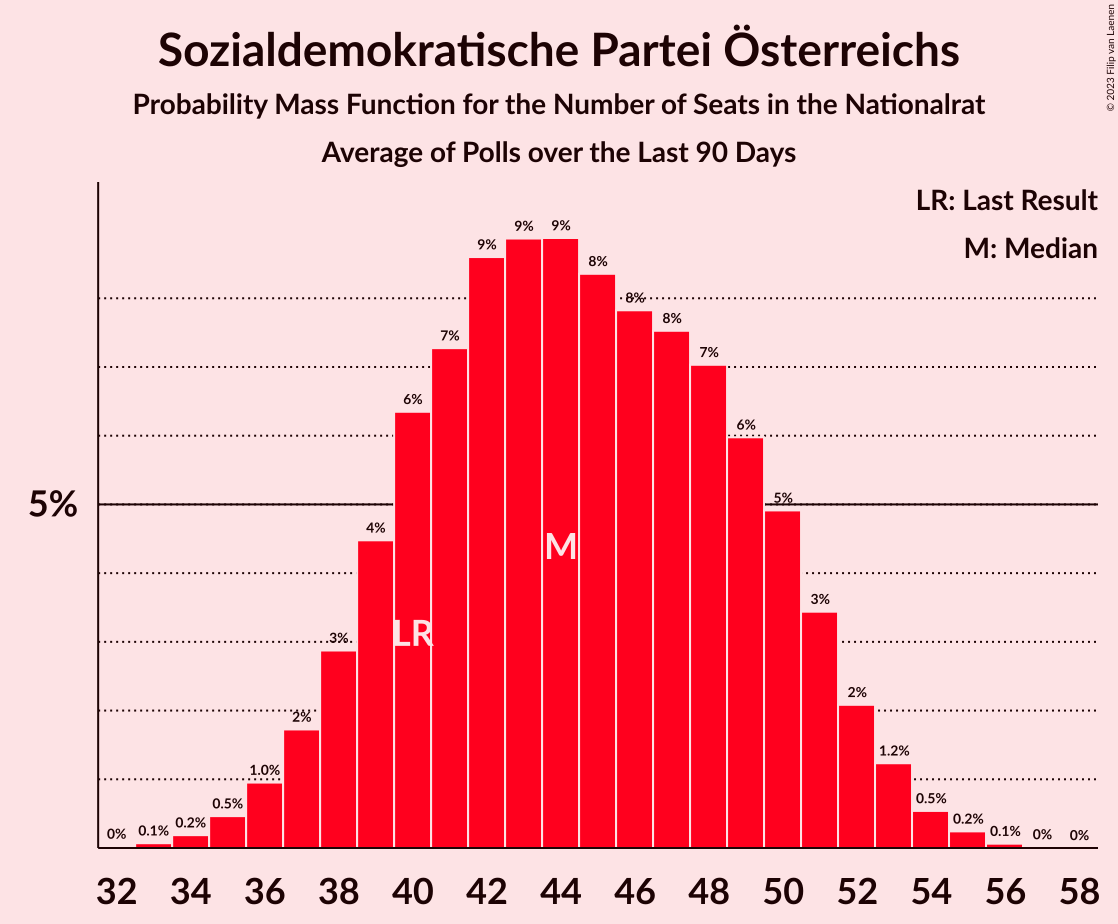 Sozialdemokratische Partei Österreichs
Probability Mass Function for the Number of Seats in the Nationalrat
Average of Polls over the Last 90 Days
© 2023 Filip van Laenen
LR: Last Result
M: Median
5%
0% 0.1% 0.2% 0.5% 1.0% 2% 3% 4% 6% 7% 9% 9% 9% 8% 8% 8% 7% 6% 5% 3% 2% 1.2% 0.5% 0.2% 0.1% 0% 0%
LR
M
32 34 36 38 40 42 44 46 48 50 52 54 56 58